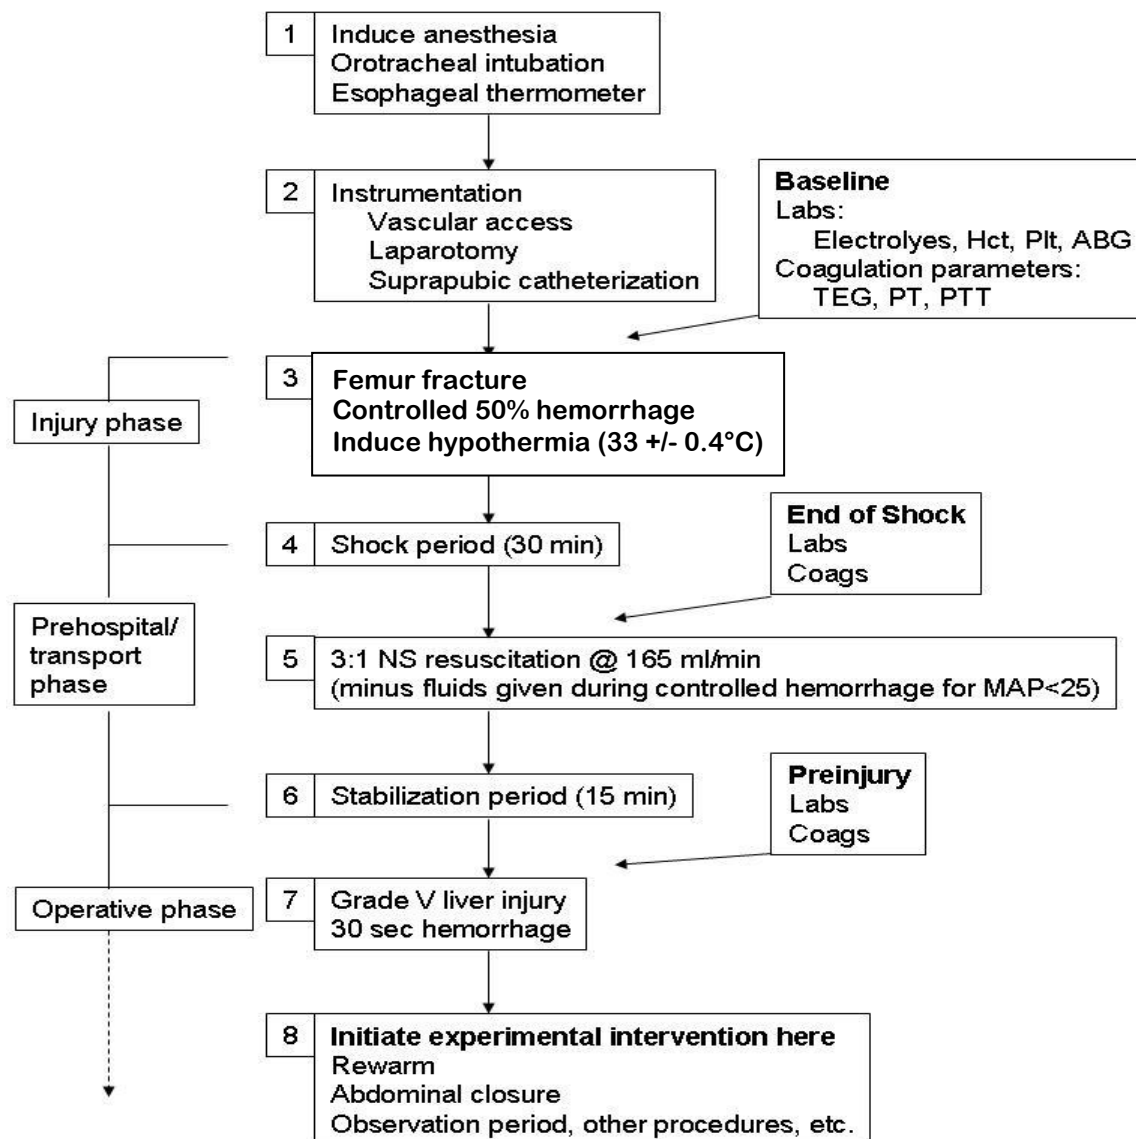 1
Induce anesthesia
Orotracheal intubation
Esophageal thermometer
2
Instrumentation
Vascular access
Laparotomy
Suprapubic catheterization
Baseline
Labs:
Electrolyes, Hct, Plt, ABG
Coagulation parameters:
TEG, PT, PTT
Injury phase
3
Femur fracture
Controlled 50% hemorrhage
Induce hypothermia (33 +/- 0.4°C)
4
Shock period (30 min)
End of Shock
Labs
Coags
Prehospital/
transport
phase
5
3:1 NS resuscitation @ 165 ml/min
(minus fluids given during controlled hemorrhage for MAP<25)
6
Stabilization period (15 min)
Preinjury
Labs
Coags
Operative phase
7
Grade V liver injury
30 sec hemorrhage
8
Initiate experimental intervention here
Rewarm
Abdominal closure
Observation period, other procedures, etc.